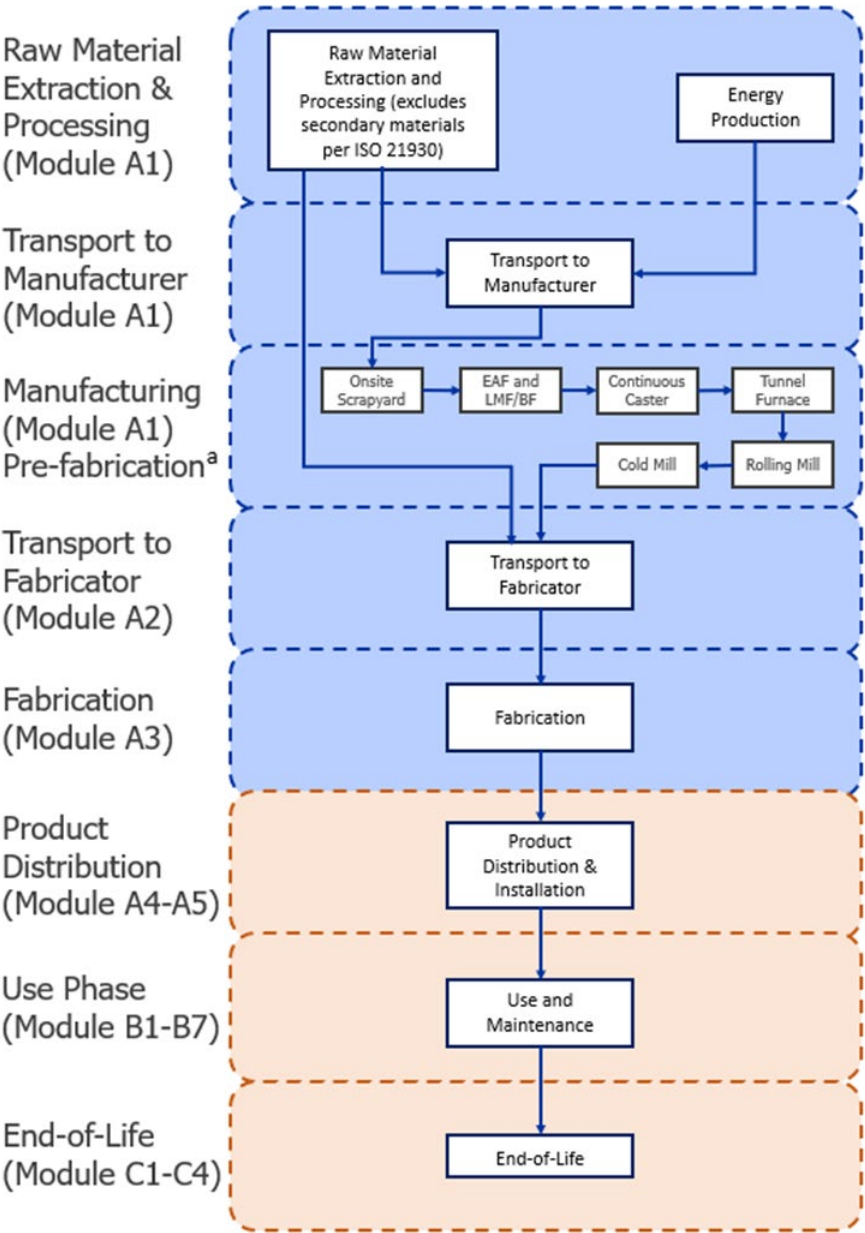 Raw Material
Extraction &
Processing
(Module A1)
Raw Material
Extraction and
Processing (excludes
secondary materials
per ISO 21930)
Energy
Production
Transport to
Manufacturer
(Module A1)
Transport to
Manufacturer
Manufacturing
(Module A1)
Pre-fabricationᵃ
Onsite
Scrapyard
EAF and
LMF/BF
Continuous
Caster
Tunnel
Furnace
Cold Mill
Rolling Mill
Transport to
Fabricator
(Module A2)
Transport to
Fabricator
Fabrication
(Module A3)
Fabrication
Product
Distribution
(Module A4-A5)
Product
Distribution &
Installation
Use Phase
(Module B1-B7)
Use and
Maintenance
End-of-Life
(Module C1-C4)
End-of-Life